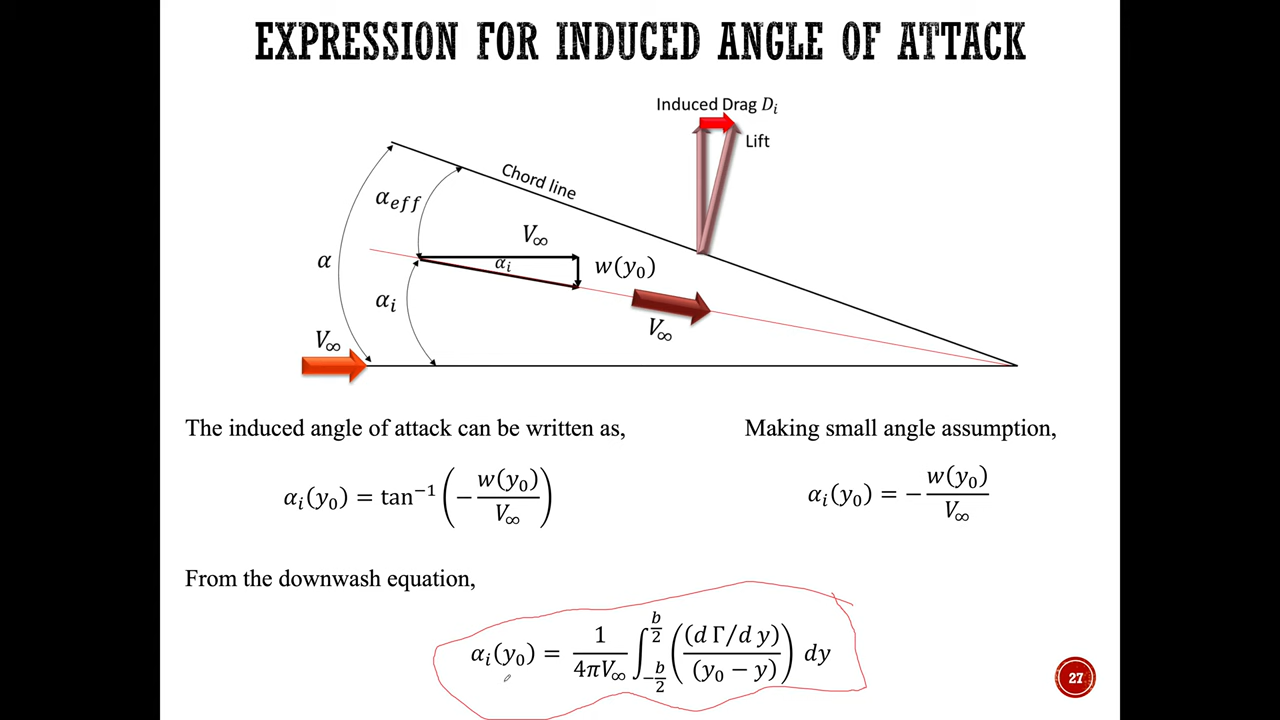 EXPRESSION FOR INDUCED ANGLE OF ATTACK
Induced Drag D_i
Lift
Chord line
α_eff
V_∞
α_i
w(y_0)
α
α_i
V_∞
V_∞
The induced angle of attack can be written as,
Making small angle assumption,
α_i(y_0) = tan^{-1} (− w(y_0) / V_∞)
α_i(y_0) = − w(y_0) / V_∞
From the downwash equation,
α_i(y_0) = 1 / 4πV_∞ ∫_{−b/2}^{b/2} ((d Γ/d y) / (y_0 − y)) dy
27